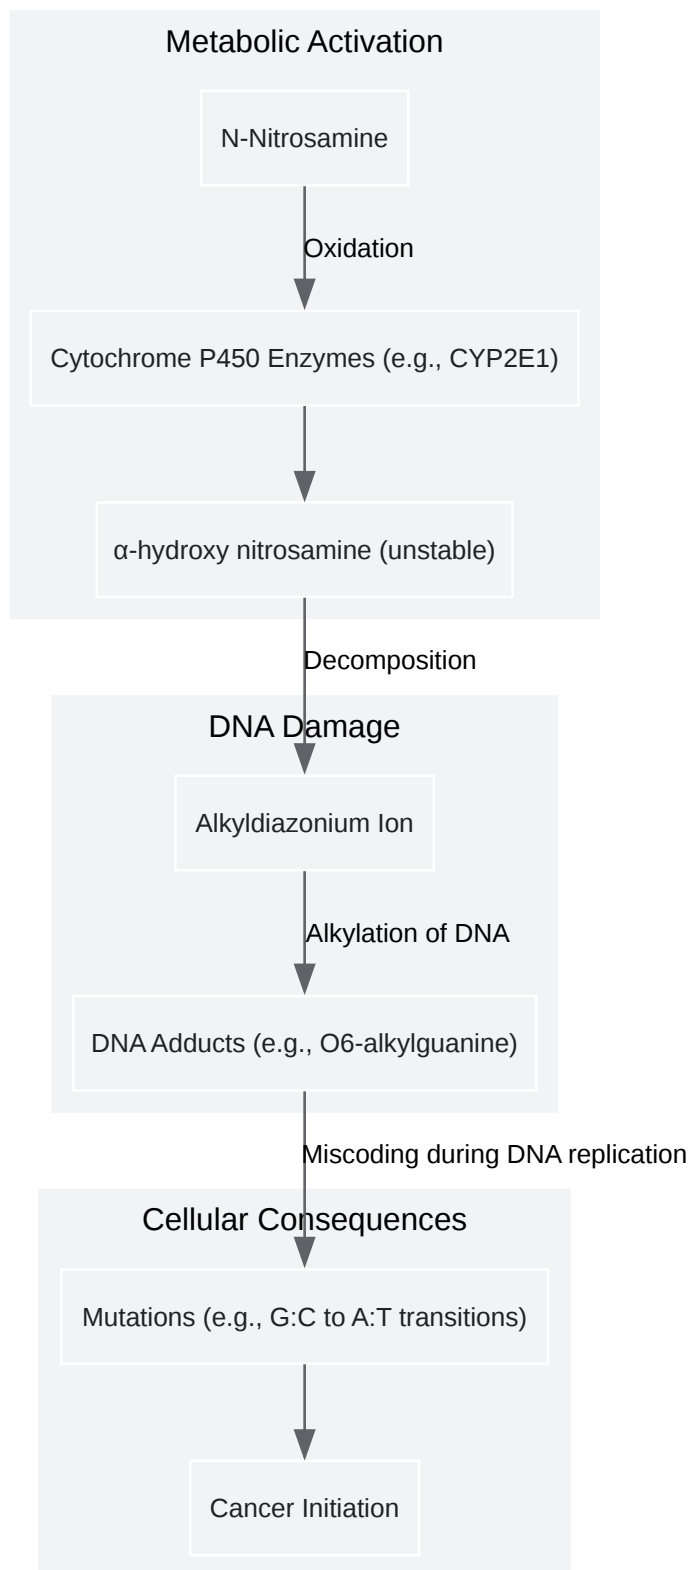 Metabolic Activation
N-Nitrosamine
Oxidation
Cytochrome P450 Enzymes (e.g., CYP2E1)
α-hydroxy nitrosamine (unstable)
Decomposition
DNA Damage
Alkyldiazonium Ion
Alkylation of DNA
DNA Adducts (e.g., O6-alkylguanine)
Miscoding during DNA replication
Cellular Consequences
Mutations (e.g., G:C to A:T transitions)
Cancer Initiation